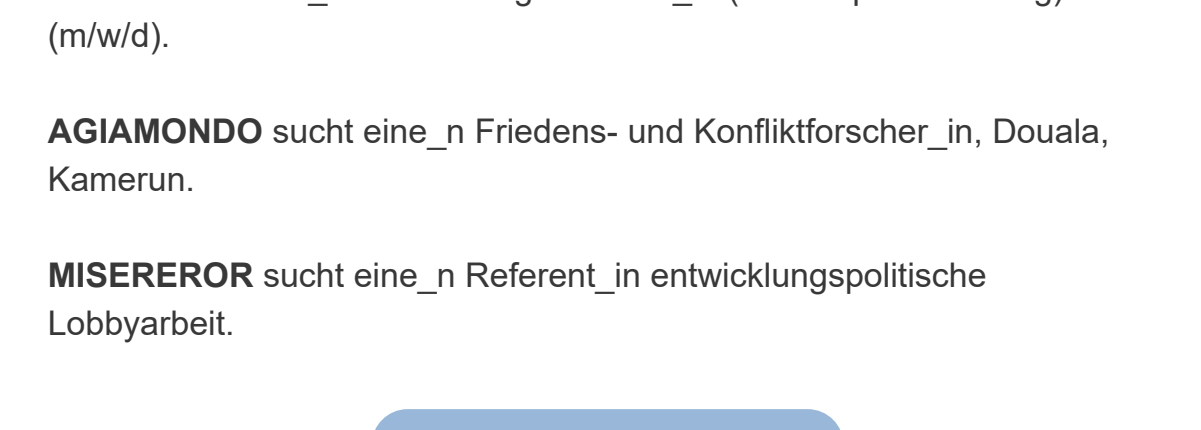 (m/w/d).
AGIAMONDO sucht eine_n Friedens- und Konfliktforscher_in, Douala,
Kamerun.
MISEREROR sucht eine_n Referent_in entwicklungspolitische
Lobbyarbeit.